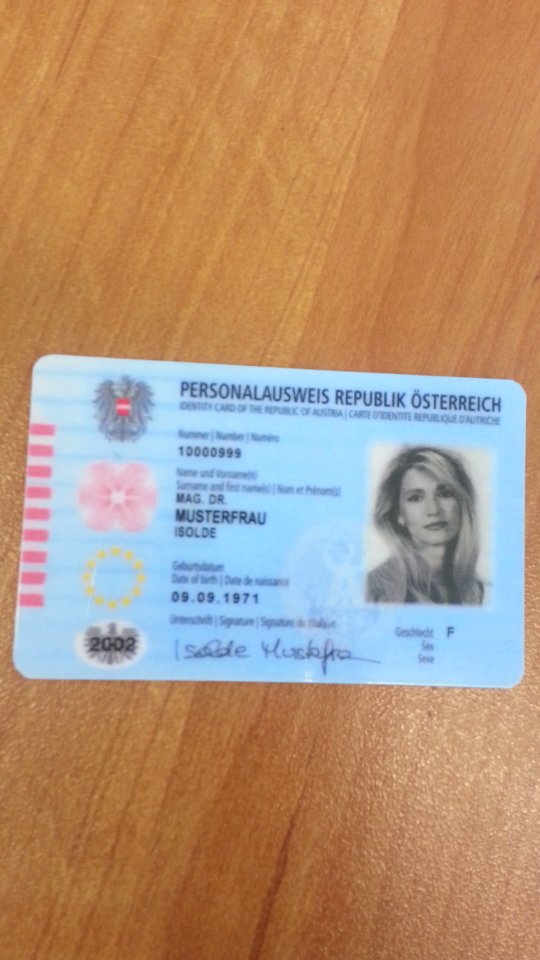 PERSONALAUSWEIS REPUBLIK ÖSTERREICH
IDENTITY CARD OF THE REPUBLIC OF AUSTRIA | CARTE D'IDENTITE REPUBLIQUE D'AUTRICHE
Nummer | Number | Numéro
10000999
Name und Vorname(n)
Surname and first name(s) | Nom et Prénom(s)
MAG. DR.
MUSTERFRAU
ISOLDE
Geburtsdatum
Date of birth | Date de naissance
09.09.1971
Unterschrift | Signature | Signature du titulaire
Isolde Musterfra
Geschlecht F
Sex
Sexe
2002